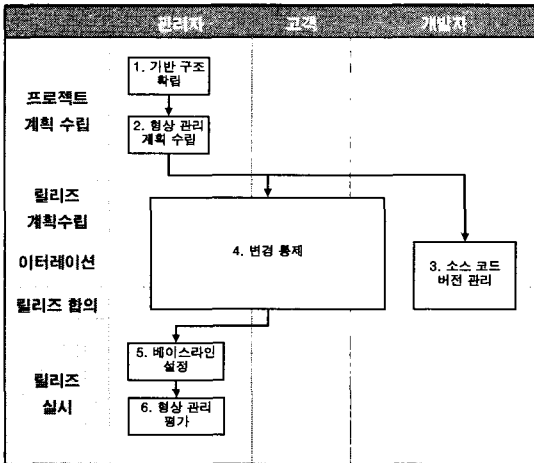 관리자 고객 개발자
1. 기반 구조
확립
프로젝트
계획 수립
2. 형상 관리
계획 수립
릴리즈
계획수립
4. 변경 통제
이터레이션
3. 소스 코드
버전 관리
릴리즈 합의
5. 베이스라인
설정
릴리즈
실시
6. 형상 관리
평가